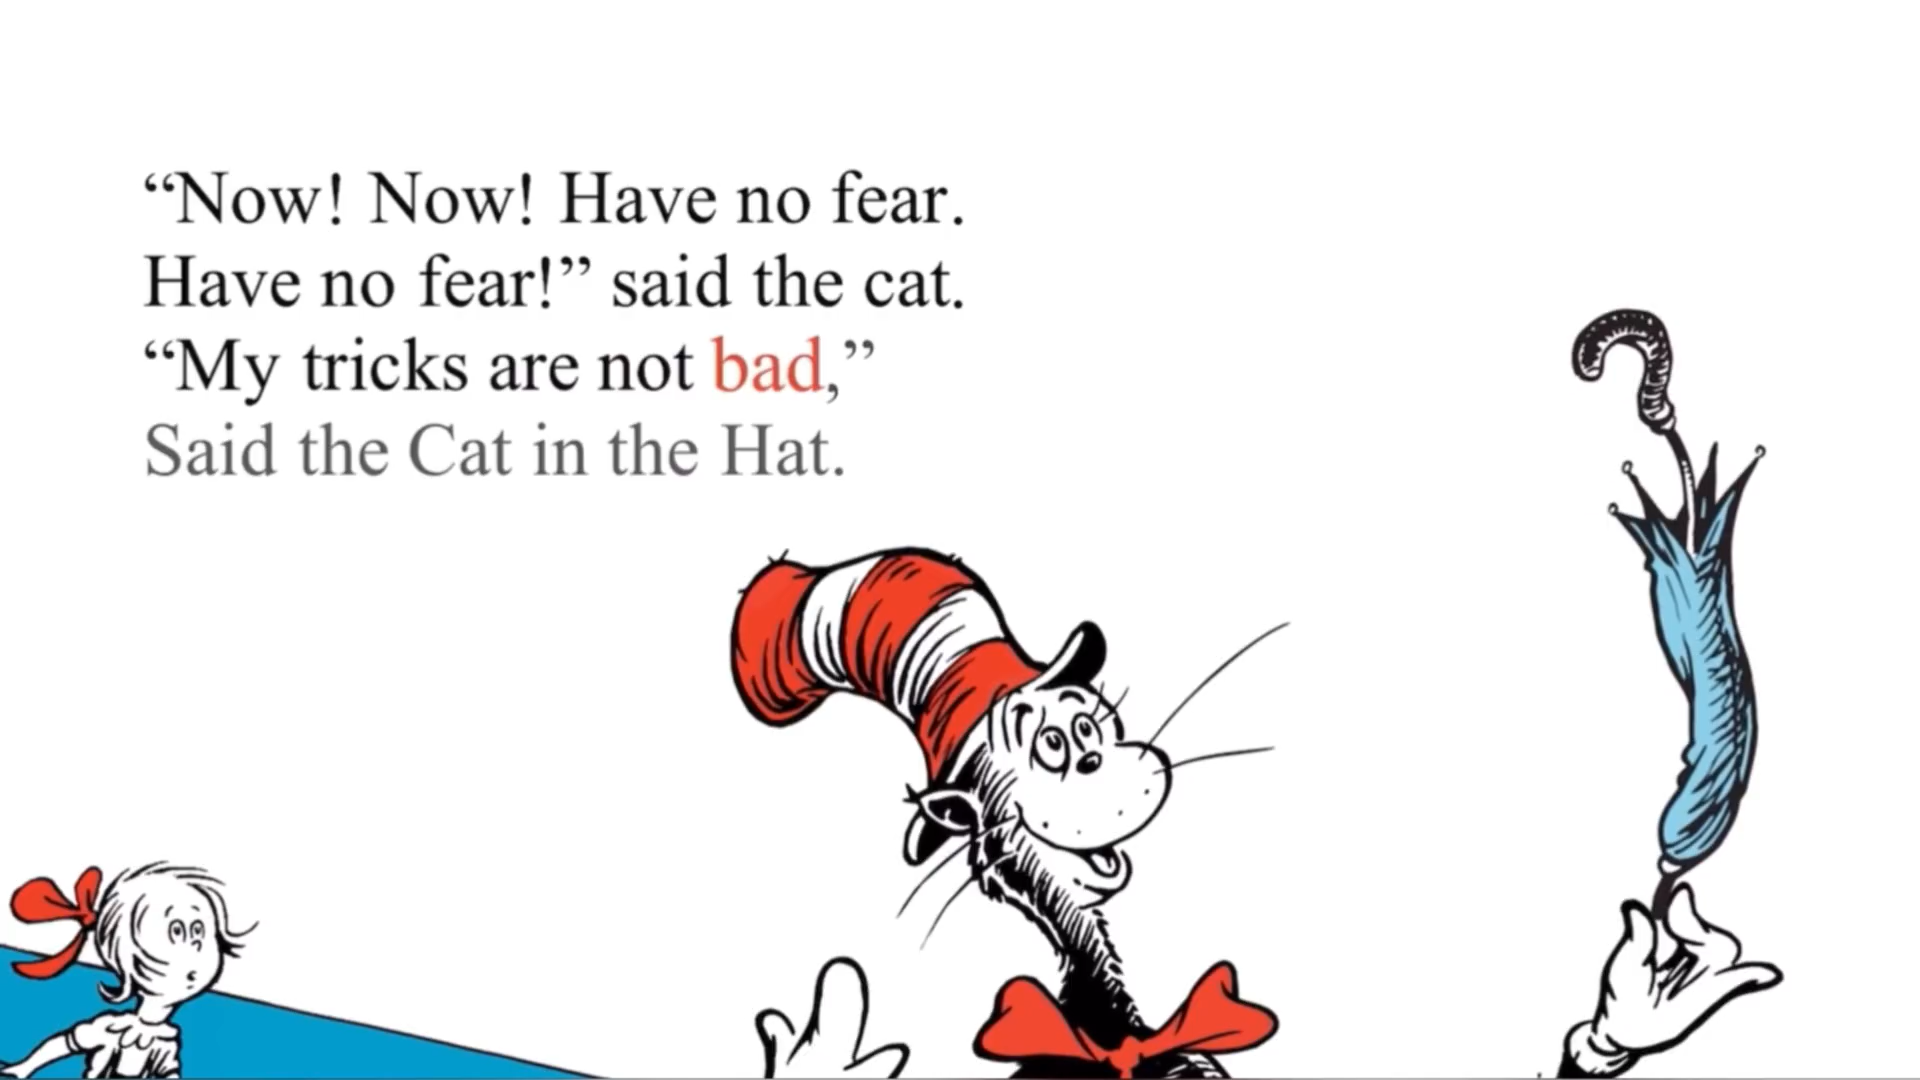 “Now! Now! Have no fear.
Have no fear!” said the cat.
“My tricks are not bad,”
Said the Cat in the Hat.